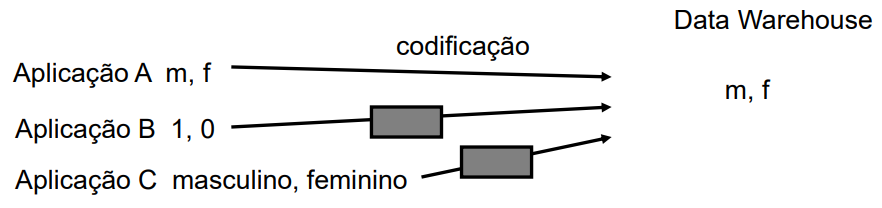 Data Warehouse
codificação
Aplicação A m, f
m, f
Aplicação B 1, 0
Aplicação C masculino, feminino